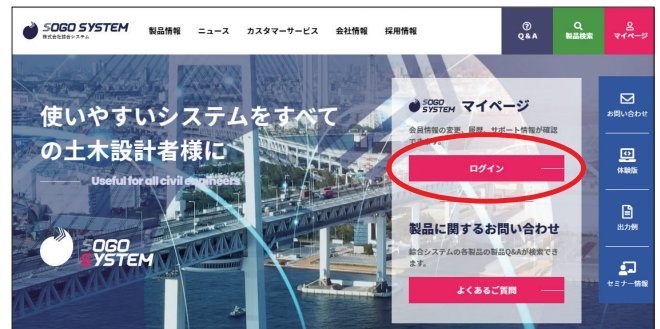 SOGO SYSTEM
株式会社綜合システム
製品情報 ニュース カスタマーサービス 会社情報 採用情報
Q&A
製品検索
マイページ
使いやすいシステムをすべて
の土木設計者様に
Useful for all civil engineers
SOGO
SYSTEM
SOGO
SYSTEM マイページ
会員情報の変更、履歴、サポート情報が確認
できます。
ログイン
製品に関するお問い合わせ
綜合システムの各製品の製品Q&Aが検索でき
ます。
よくあるご質問
お問い合わせ
体験版
出力例
セミナー情報